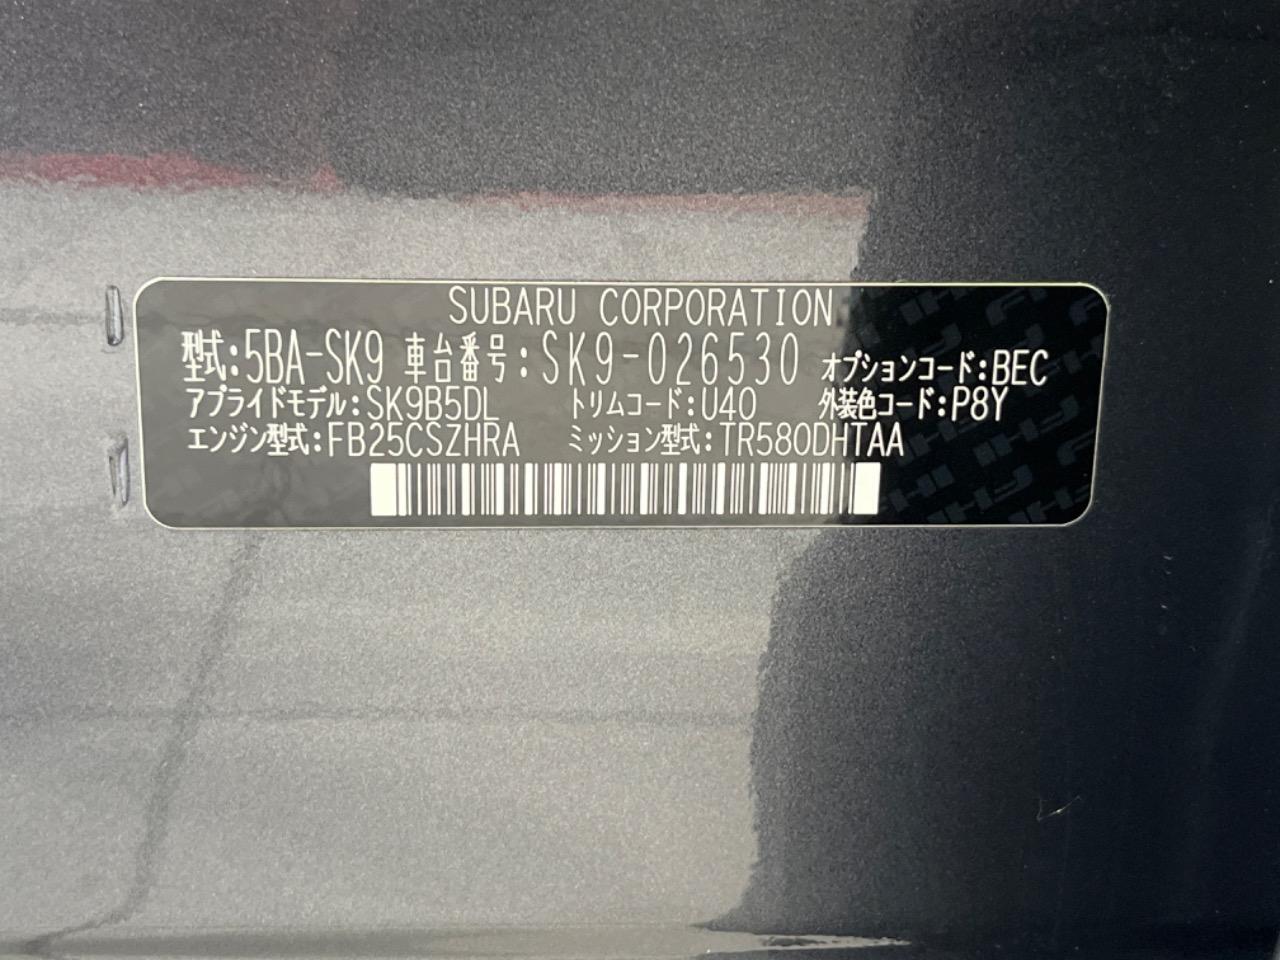 SUBARU CORPORATION
型式:5BA-SK9 車台番号:SK9-026530 オプションコード:BEC
アプライドモデル:SK9B5DL トリムコード:U40 外装色コード:P8Y
エンジン型式:FB25CSZHRA ミッション型式:TR580DHTAA